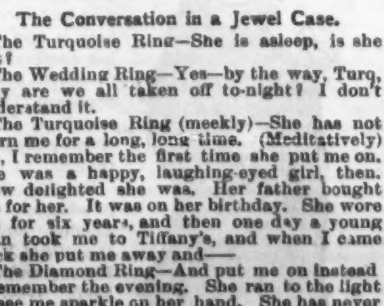 The Conversation in a Jewel Case.
The Turquoise Ring—She is asleep, is she
t?
The Wedding Ring—Yes—by the way, Turq,
y are we all taken off to-night? I don't
derstand it.
The Turquoise Ring (meekly)—She has not
rn me for a long, long time. (Meditatively)
, I remember the first time she put me on.
e was a happy, laughing-eyed girl, then.
w delighted she was. Her father bought
for her. It was on her birthday. She wore
for six years, and then one day a young
n took me to Tiffany's, and when I came
ck she put me away and——
The Diamond Ring—And put me on instead
remember the evening. She ran to the light
see me sparkle on her hand. She has never